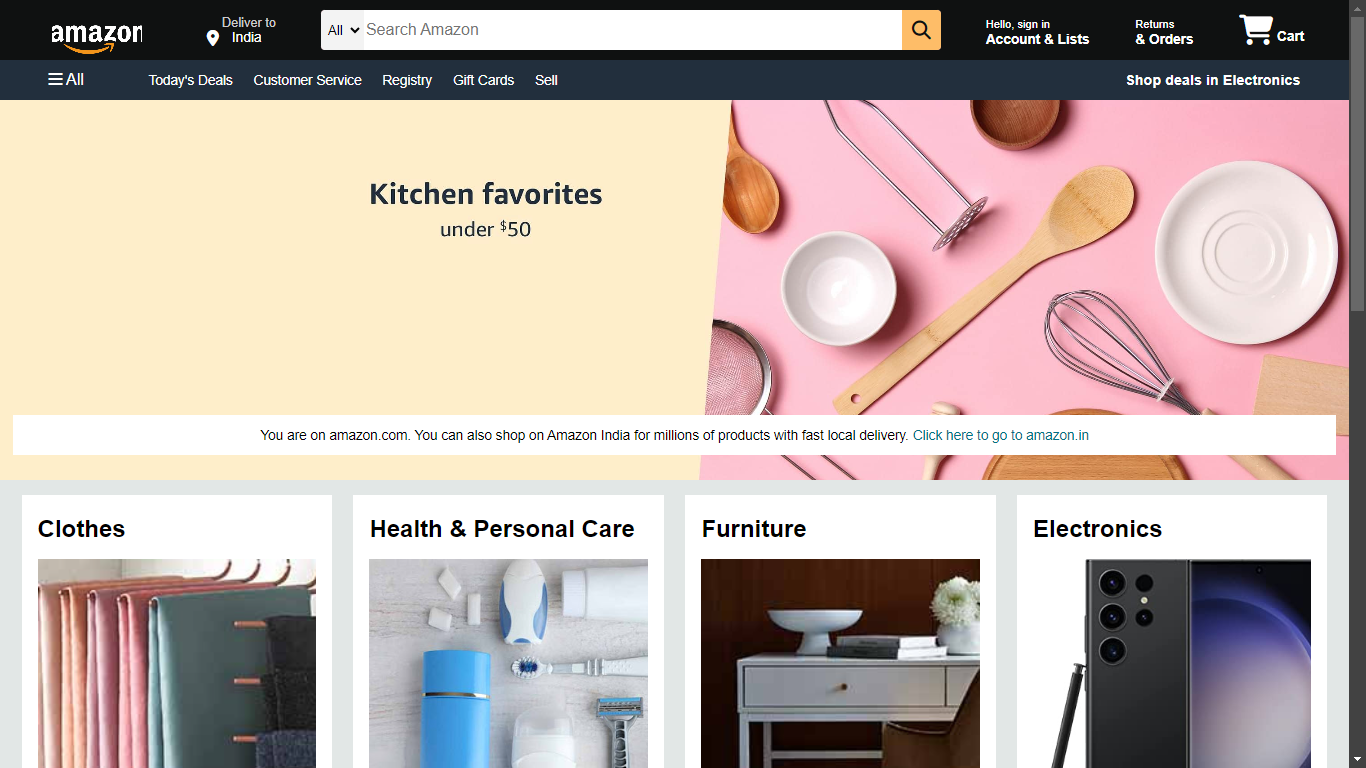 amazon
Deliver to
India
All
Search Amazon
Hello, sign in
Account & Lists
Returns
& Orders
Cart
All
Today's Deals
Customer Service
Registry
Gift Cards
Sell
Shop deals in Electronics
Kitchen favorites
under $50
You are on amazon.com. You can also shop on Amazon India for millions of products with fast local delivery. Click here to go to amazon.in
Clothes
Health & Personal Care
Furniture
Electronics